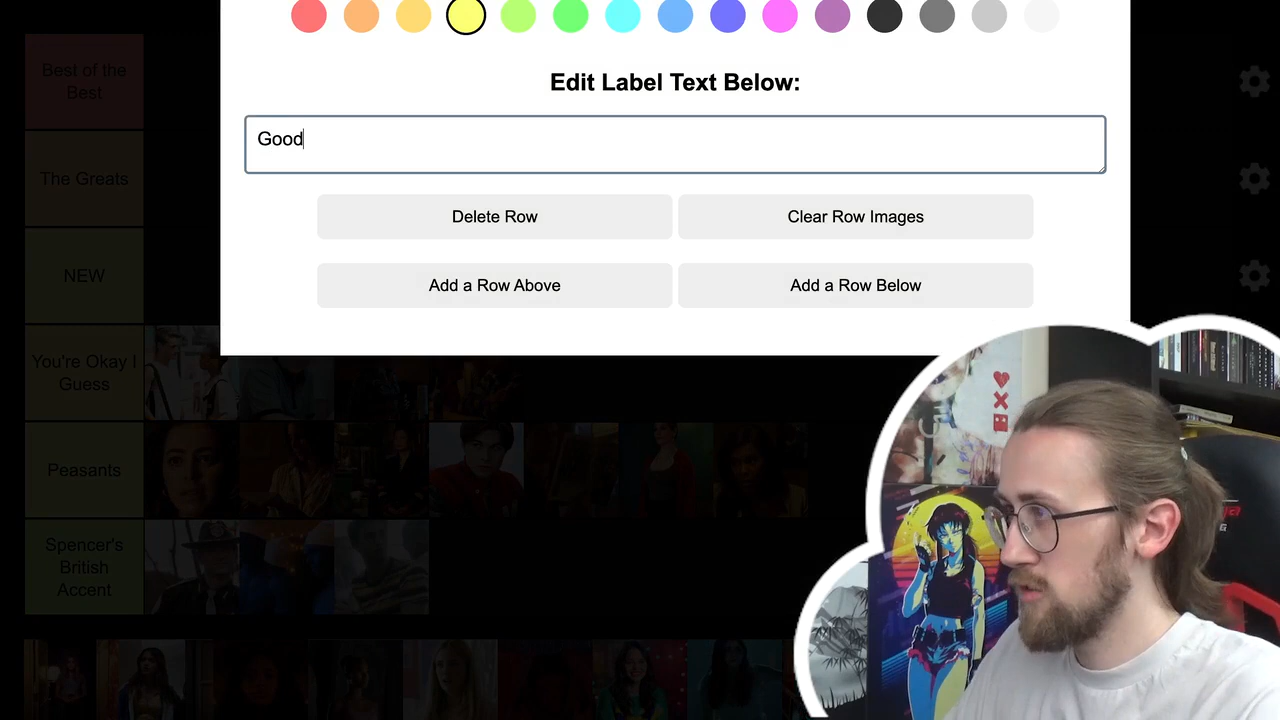 Edit Label Text Below:
Good
Delete Row
Clear Row Images
Add a Row Above
Add a Row Below
Best of the
Best
The Greats
NEW
You're Okay I
Guess
Peasants
Spencer's
British
Accent